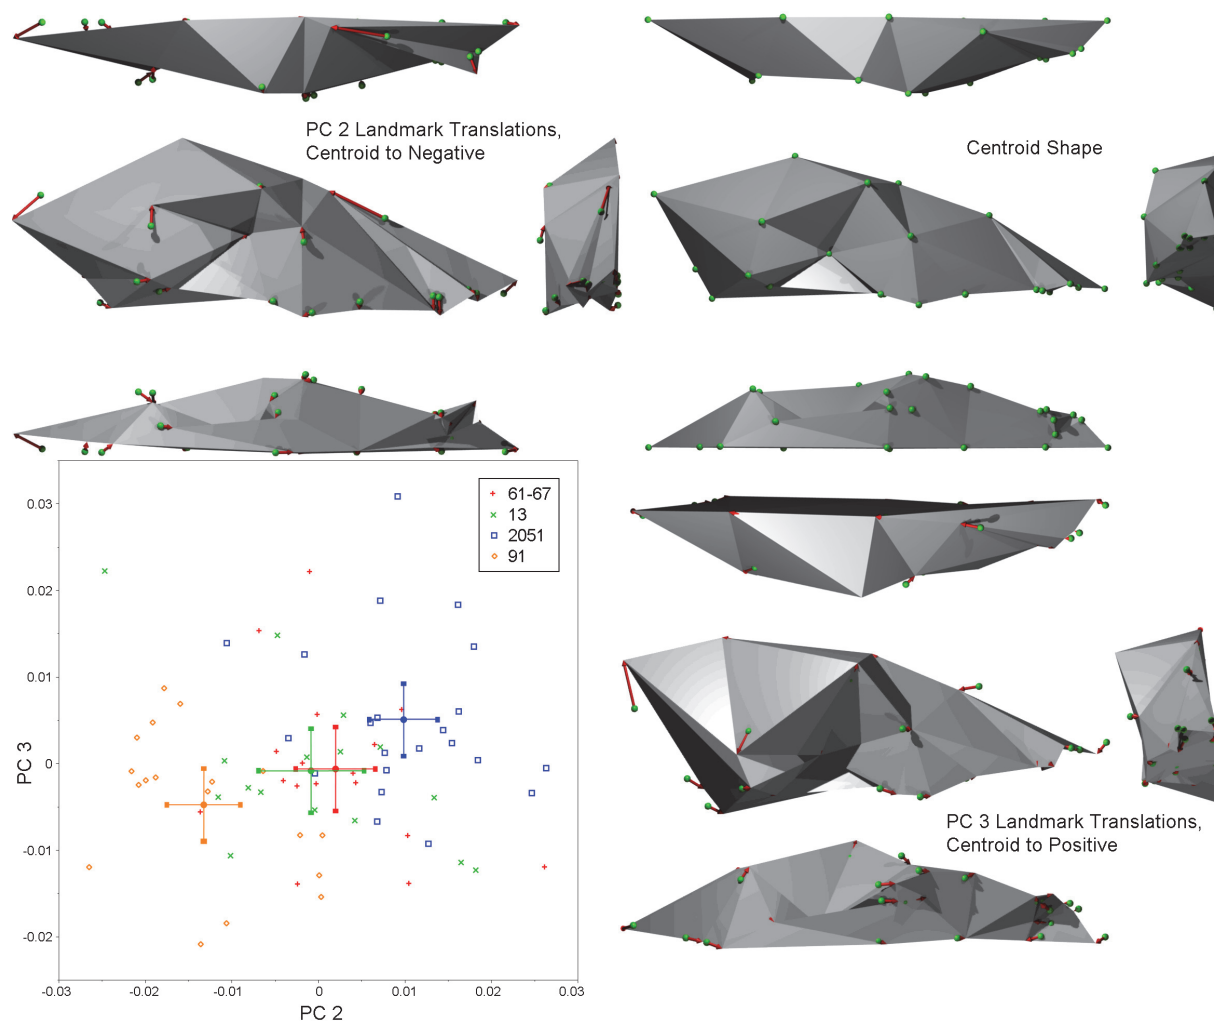 PC 2 Landmark Translations,
Centroid to Negative
Centroid Shape
61-67
13
2051
91
0.03
0.02
0.01
0
-0.01
-0.02
PC 3
-0.03
-0.02
-0.01
0
0.01
0.02
0.03
PC 2
PC 3 Landmark Translations,
Centroid to Positive